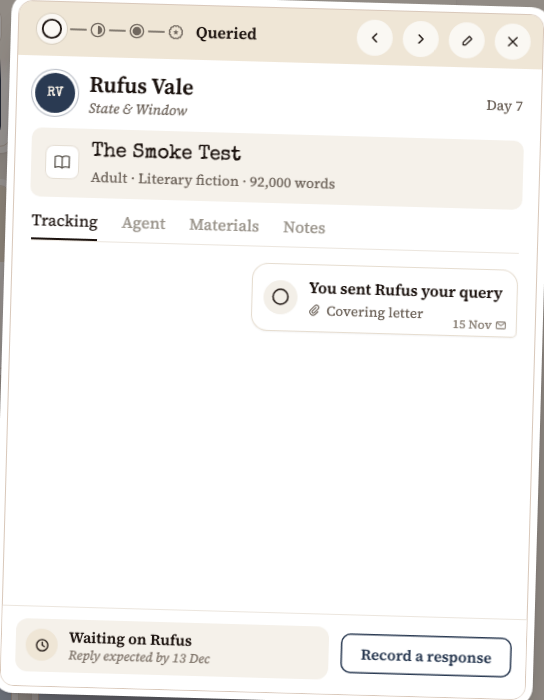 Queried
RV
Rufus Vale
State & Window
Day 7
The Smoke Test
Adult · Literary fiction · 92,000 words
Tracking
Agent
Materials
Notes
You sent Rufus your query
Covering letter
15 Nov
Waiting on Rufus
Reply expected by 13 Dec
Record a response